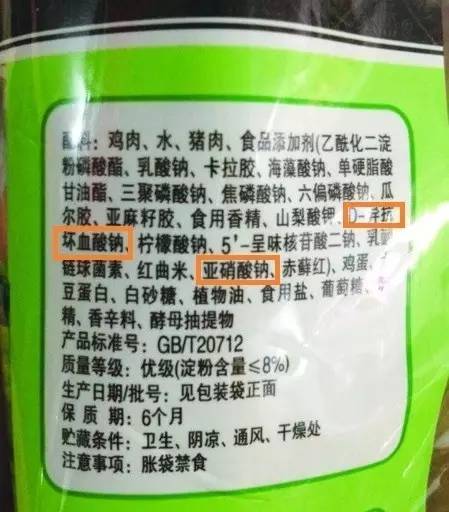 配料：鸡肉、水、猪肉、食品添加剂(乙酰化二淀
粉磷酸酯、乳酸钠、卡拉胶、海藻酸钠、单硬脂酸
甘油酯、三聚磷酸钠、焦磷酸钠、六偏磷酸钠、瓜
尔胶、亚麻籽胶、食用香精、山梨酸钾、D-异抗
坏血酸钠、柠檬酸钠、5'-呈味核苷酸二钠、乳酸
链球菌素、红曲米、亚硝酸钠、赤藓红)、鸡蛋、
豆蛋白、白砂糖、植物油、食用盐、葡萄糖、
精、香辛料、酵母抽提物
产品标准号：GB/T20712
质量等级：优级(淀粉含量≤8%)
生产日期/批号：见包装袋正面
保 质 期：6个月
贮藏条件：卫生、阴凉、通风、干燥处
注意事项：胀袋禁食